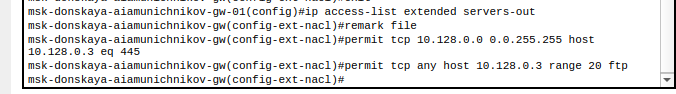 msk-donskaya-aiamunichnikov-gw-01(config)#ip access-list extended servers-out
msk-donskaya-aiamunichnikov-gw(config-ext-nacl)#remark file
msk-donskaya-aiamunichnikov-gw(config-ext-nacl)#permit tcp 10.128.0.0 0.0.255.255 host
10.128.0.3 eq 445
msk-donskaya-aiamunichnikov-gw(config-ext-nacl)#permit tcp any host 10.128.0.3 range 20 ftp
msk-donskaya-aiamunichnikov-gw(config-ext-nacl)#